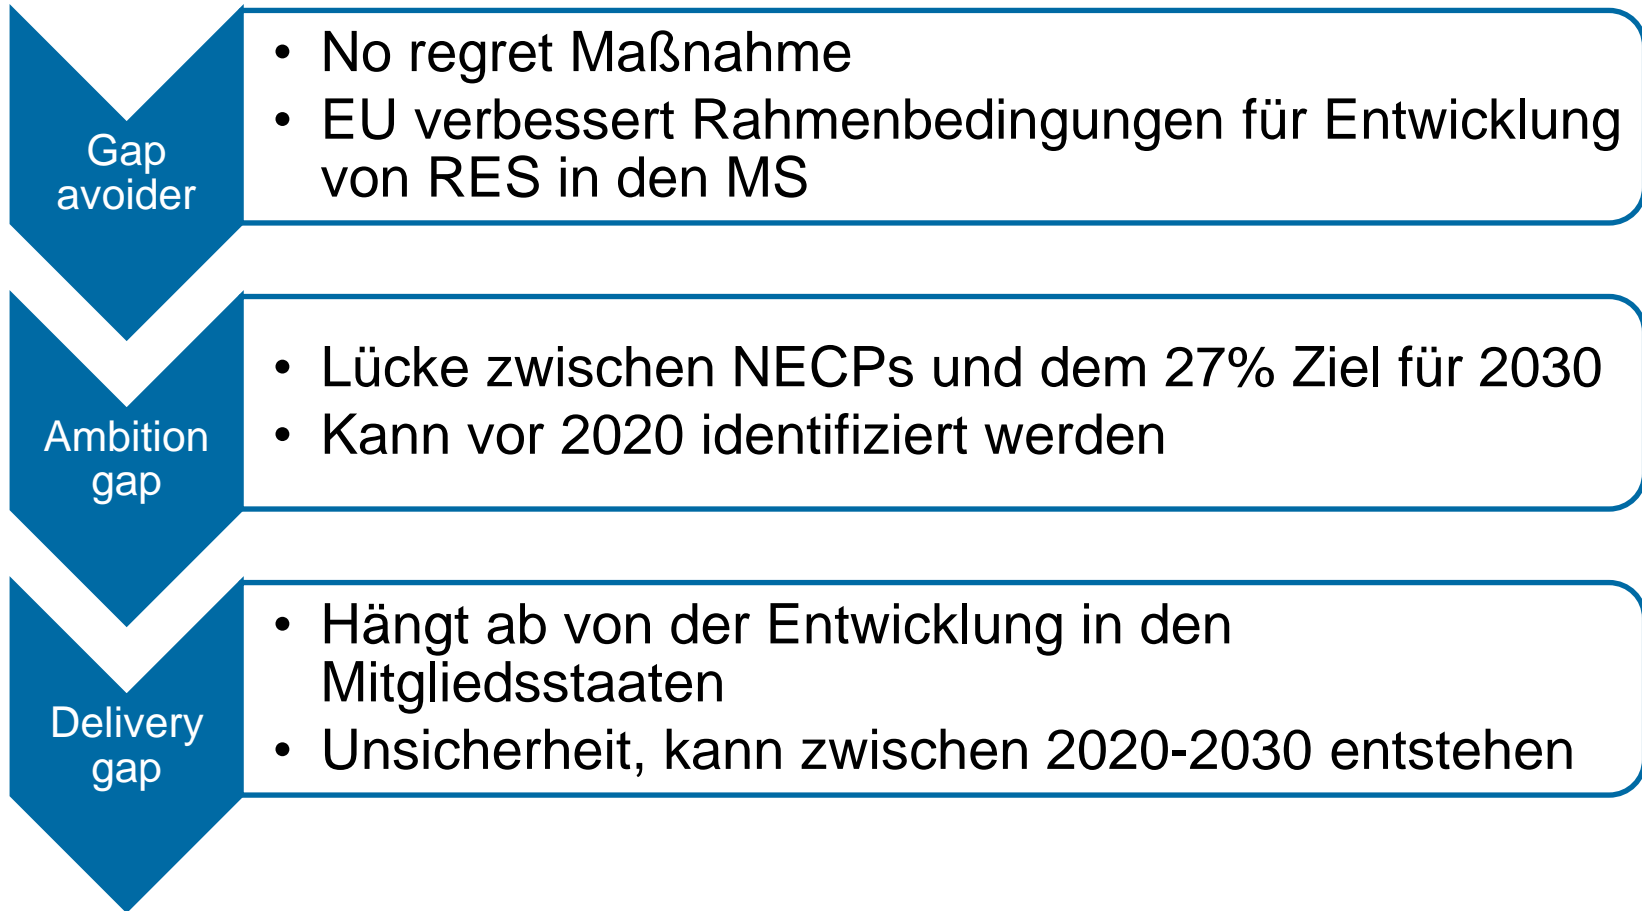 Gap
avoider
• No regret Maßnahme
• EU verbessert Rahmenbedingungen für Entwicklung
von RES in den MS
Ambition
gap
• Lücke zwischen NECPs und dem 27% Ziel für 2030
• Kann vor 2020 identifiziert werden
Delivery
gap
• Hängt ab von der Entwicklung in den
Mitgliedsstaaten
• Unsicherheit, kann zwischen 2020-2030 entstehen